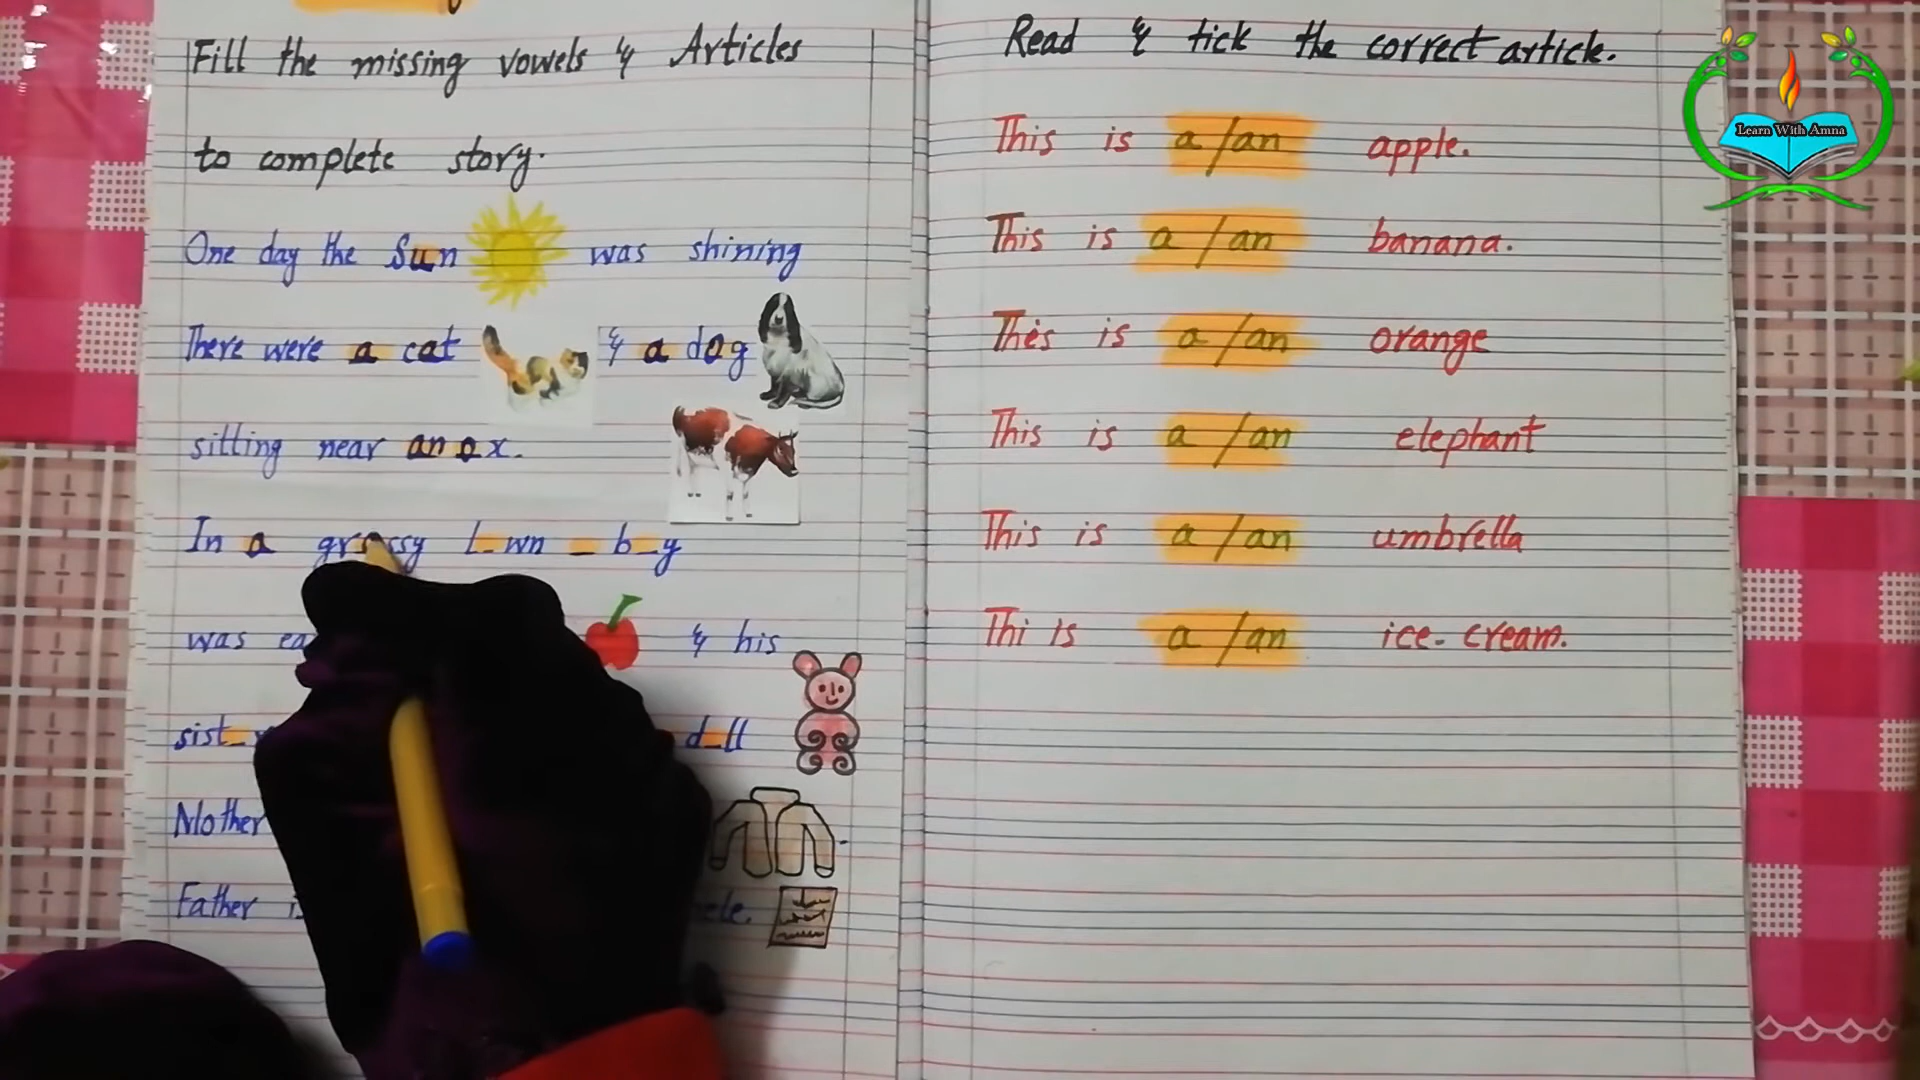 Fill the missing vowels & Articles
to complete story.
One day the Sun was shining
There were a cat & a dog
sitting near an ox.
In a grassy l_wn _ b_y
was & his
sist_ d_ll
Mother
Father
Read & tick the correct article.
This is a/an apple.
This is a/an banana.
This is a/an orange
This is a/an elephant
This is a/an umbrella
Thi is a/an ice-cream.
Learn With Amna